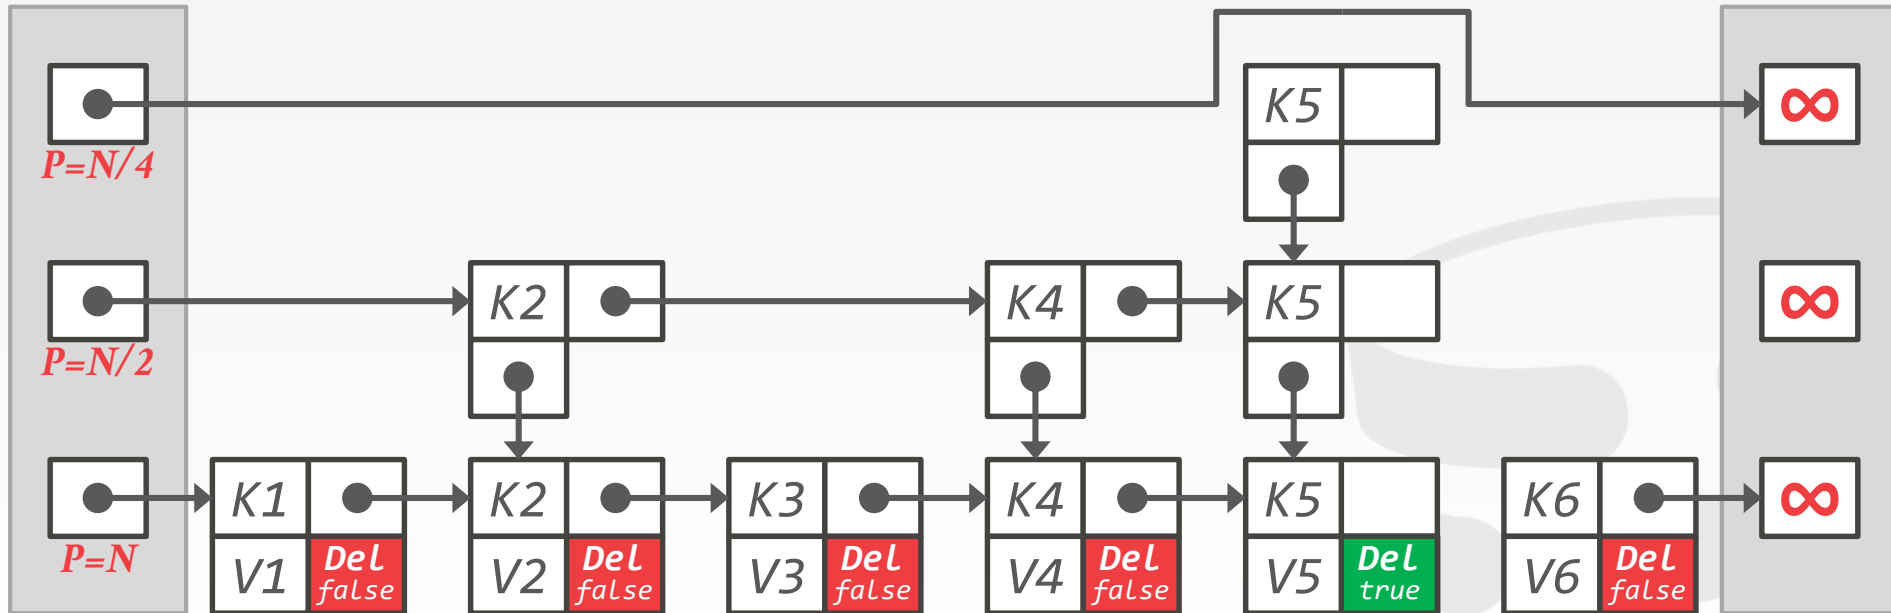 K5 ∞
P=N/4
K2 K4 K5 ∞
P=N/2
K1 K2 K3 K4 K5 K6 ∞
P=N
V1 Del false V2 Del false V3 Del false V4 Del false V5 Del true V6 Del false